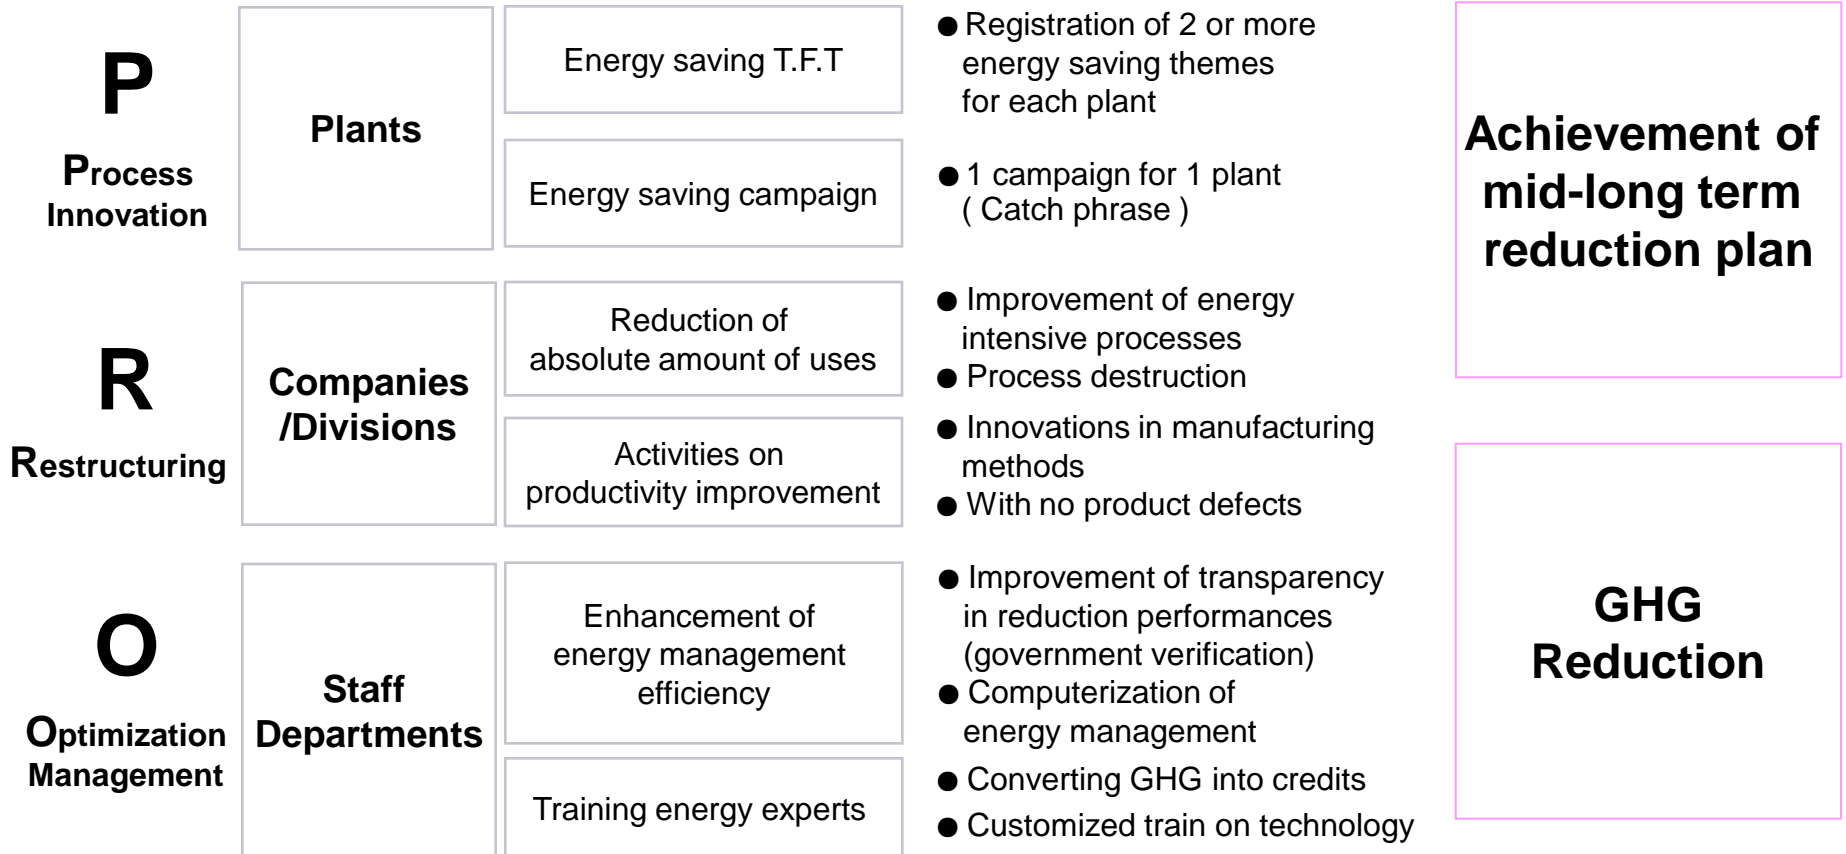 P
Process
Innovation
Plants
Energy saving T.F.T
Energy saving campaign
● Registration of 2 or more
energy saving themes
for each plant
● 1 campaign for 1 plant
( Catch phrase )
R
Restructuring
Companies
/Divisions
Reduction of
absolute amount of uses
Activities on
productivity improvement
● Improvement of energy
intensive processes
● Process destruction
● Innovations in manufacturing
methods
● With no product defects
O
Optimization
Management
Staff
Departments
Enhancement of
energy management
efficiency
Training energy experts
● Improvement of transparency
in reduction performances
(government verification)
● Computerization of
energy management
● Converting GHG into credits
● Customized train on technology
Achievement of
mid-long term
reduction plan
GHG
Reduction